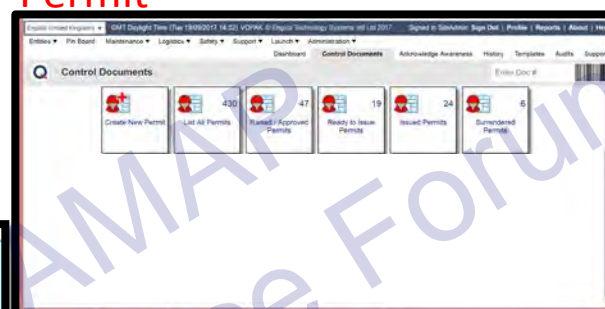 Permit
English (United Kingdom) GMT Daylight Time (Tue 19/09/2017 14:52) VOPAK © Engica Technology Systems Intl Ltd 2017 Signed in SiteAdmin Sign Out | Profile | Reports | About | He
Entities Pin Board Maintenance Logistics Safety Support Launch Administration
Dashboard Control Documents Acknowledge Awareness History Templates Audits Suppor
Q Control Documents Enter Doc #
430 47 19 24 6
Create New Permit List All Permits Raised / Approved Permits Ready to Issue Permits Issued Permits Surrendered Permits
AMAP
e Forum